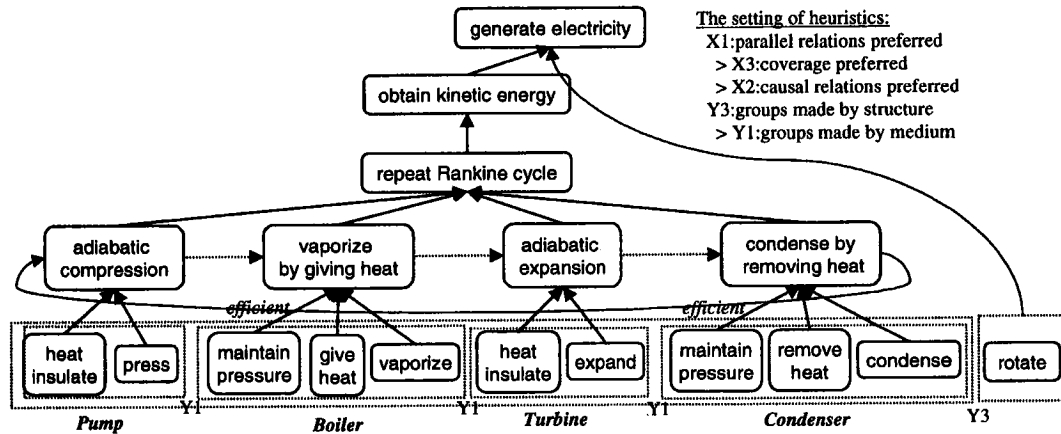 generate electricity
The setting of heuristics:
X1:parallel relations preferred
> X3:coverage preferred
> X2:causal relations preferred
Y3:groups made by structure
> Y1:groups made by medium
obtain kinetic energy
repeat Rankine cycle
adiabatic
compression
vaporize
by giving heat
adiabatic
expansion
condense by
removing heat
efficient
efficient
heat
insulate
press
maintain
pressure
give
heat
vaporize
heat
insulate
expand
maintain
pressure
remove
heat
condense
rotate
Y1
Y1
Y1
Y3
Pump
Boiler
Turbine
Condenser